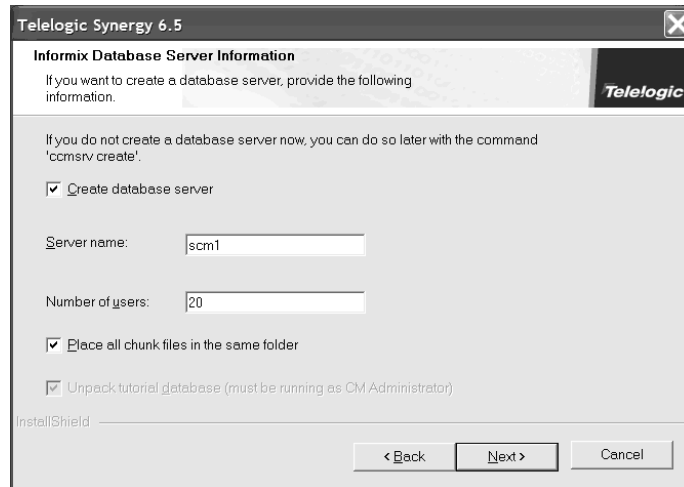 Telelogic Synergy 6.5
Informix Database Server Information
If you want to create a database server, provide the following
information.
Telelogic
If you do not create a database server now, you can do so later with the command
'ccmsrv create'.
Create database server
Server name:
scm1
Number of users:
20
Place all chunk files in the same folder
Unpack tutorial database (must be running as CM Administrator)
InstallShield
< Back
Next >
Cancel